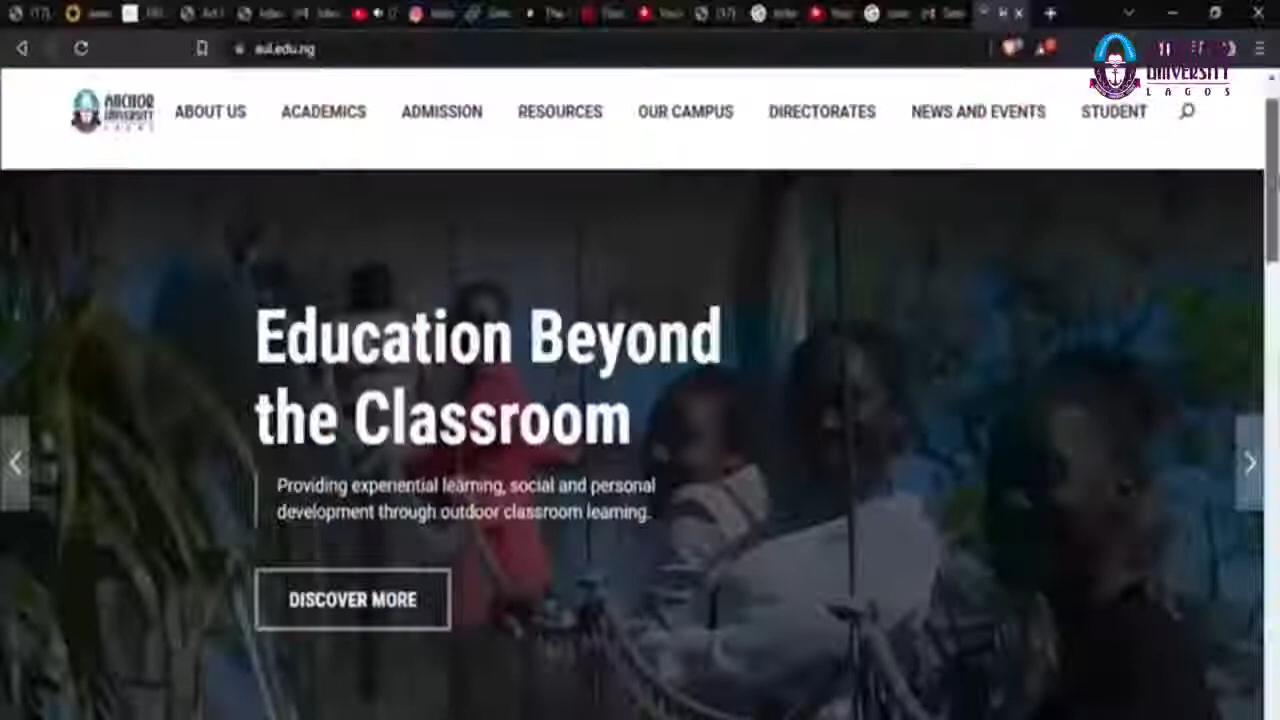 aul.edu.ng
ANCHOR
UNIVERSITY
LAGOS
UNIVERSITY
LAGOS
ABOUT US
ACADEMICS
ADMISSION
RESOURCES
OUR CAMPUS
DIRECTORATES
NEWS AND EVENTS
STUDENT
Education Beyond
the Classroom
Providing experiential learning, social and personal
development through outdoor classroom learning.
DISCOVER MORE